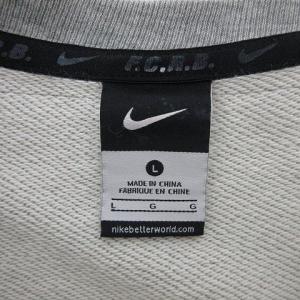 F.C.R.B.
L
MADE IN CHINA
FABRIQUÉ EN CHINE
L G G
nikebetterworld.com